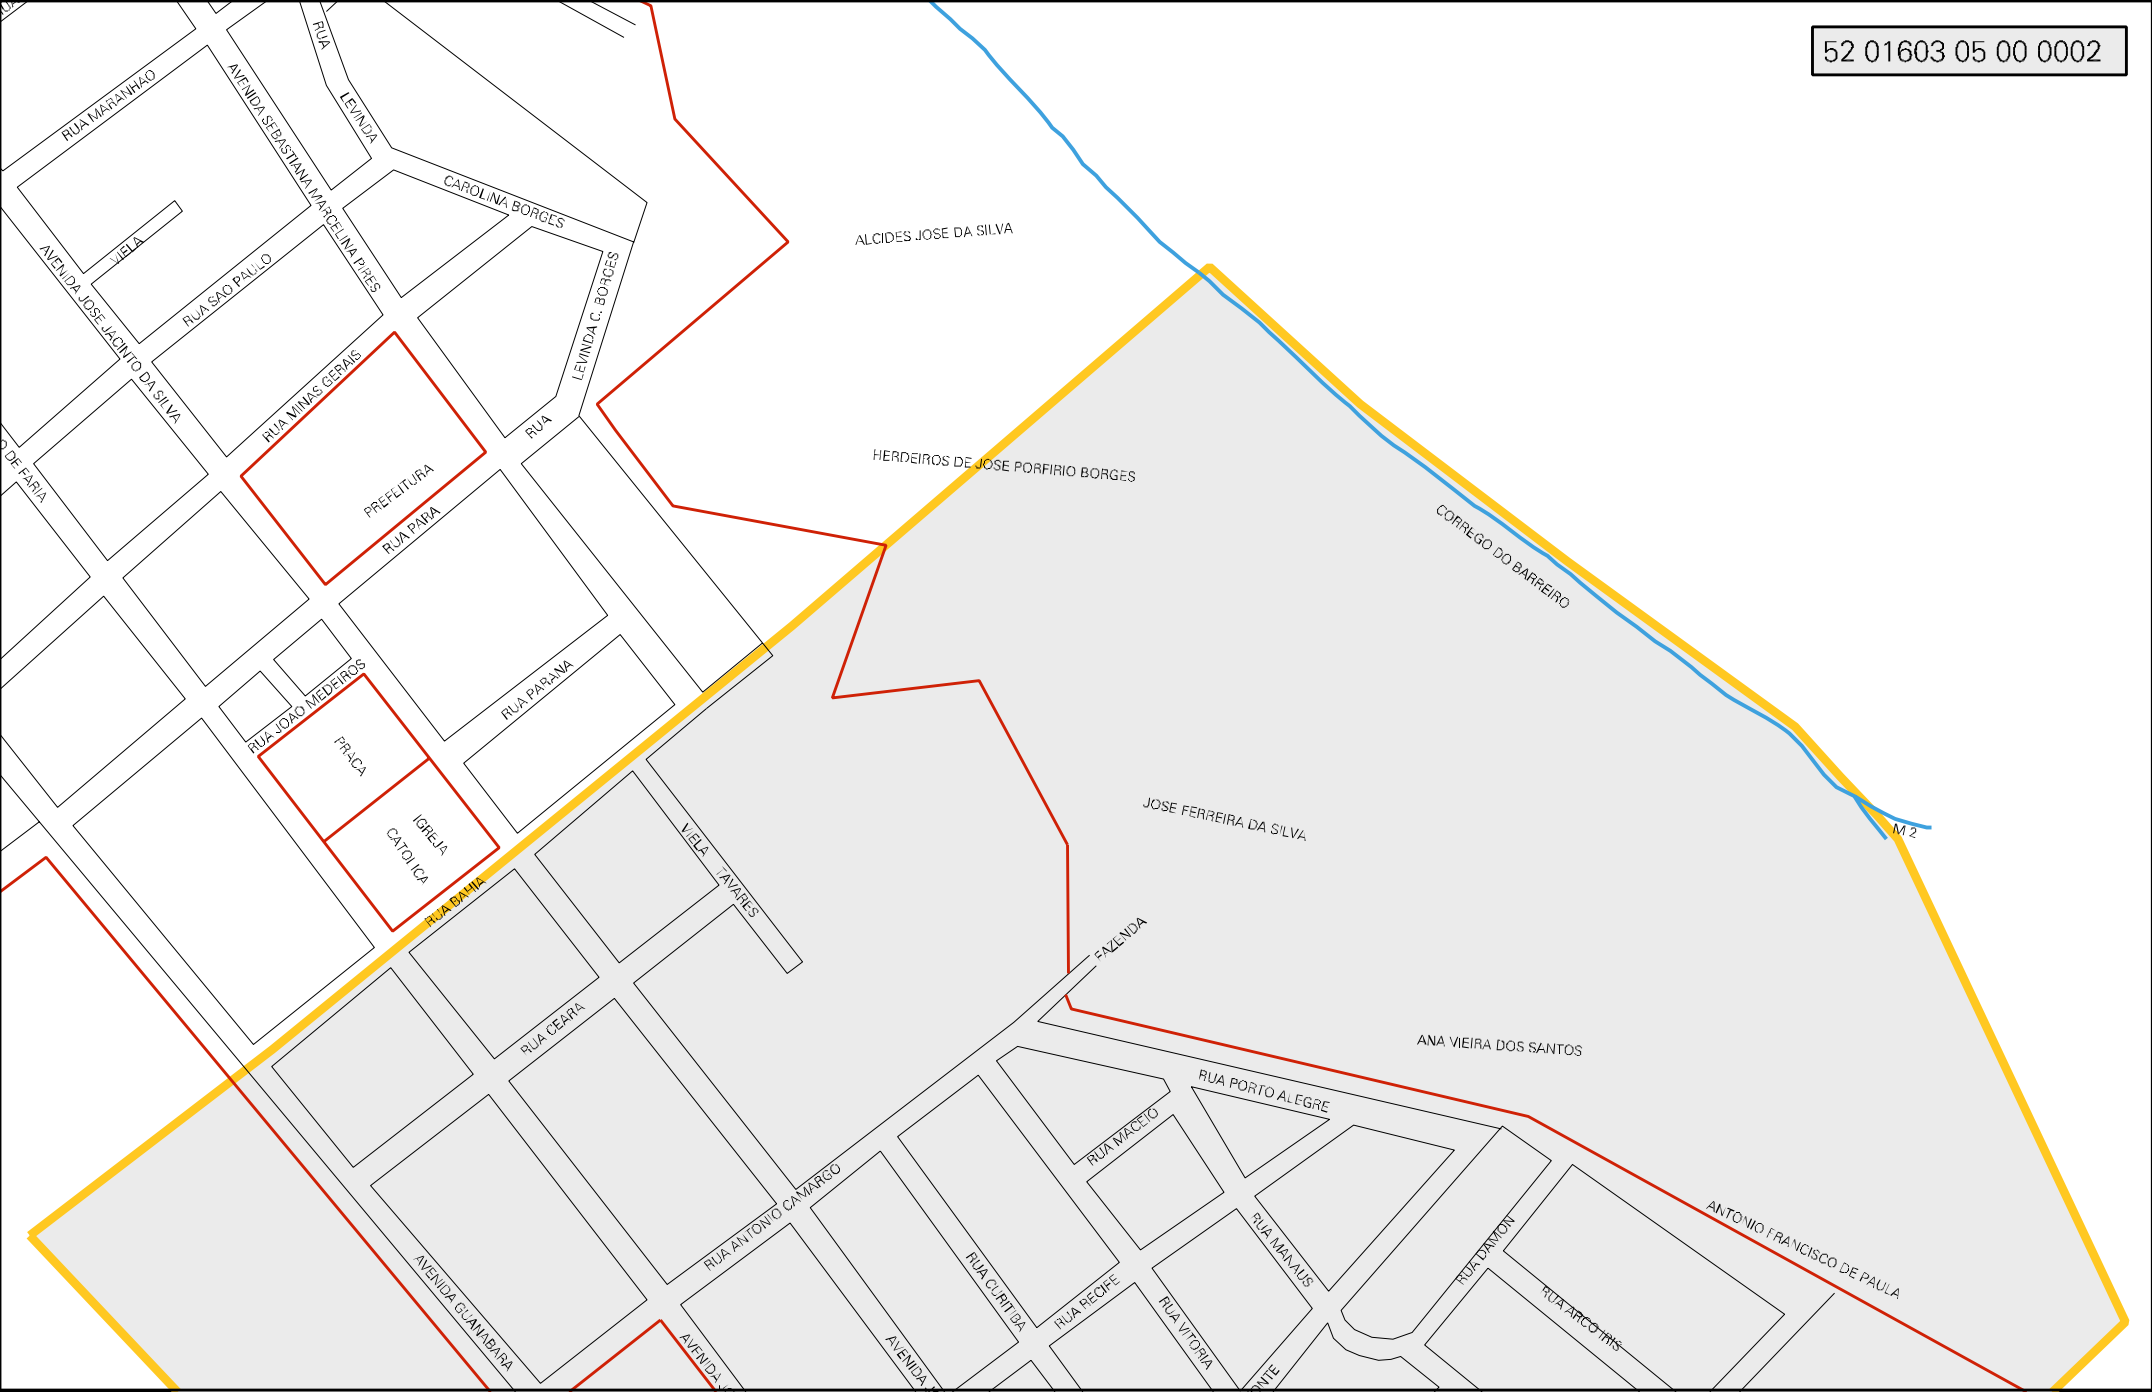 52 01603 05 00 0002
RUA
LEVINDA
RUA MARANHAO
AVENIDA SEBASTIANA MARCELINA PIRES
CAROLINA BORGES
ALCIDES JOSE DA SILVA
VIELA
RUA SAO PAULO
AVENIDA JOSE JACINTO DA SILVA
LEVINDA C. BORGES
RUA MINAS GERAIS
RUA
O DE FARIA
PREFEITURA
RUA PARA
HERDEIROS DE JOSE PORFIRIO BORGES
CORREGO DO BARREIRO
RUA JOAO MEDEIROS
RUA PARANA
PRACA
IGREJA
CATOLICA
RUA BAHIA
VIELA TAVARES
JOSE FERREIRA DA SILVA
M 2
FAZENDA
RUA CEARA
ANA VIEIRA DOS SANTOS
RUA PORTO ALEGRE
RUA MACEIO
RUA ANTONIO CAMARGO
ANTONIO FRANCISCO DE PAULA
RUA MANAUS
RUA DAMON
AVENIDA GUANABARA
RUA CURITIBA
RUA RECIFE
RUA VITORIA
RUA ARCO IRIS
AVENIDA
AVENIDA
ONTE